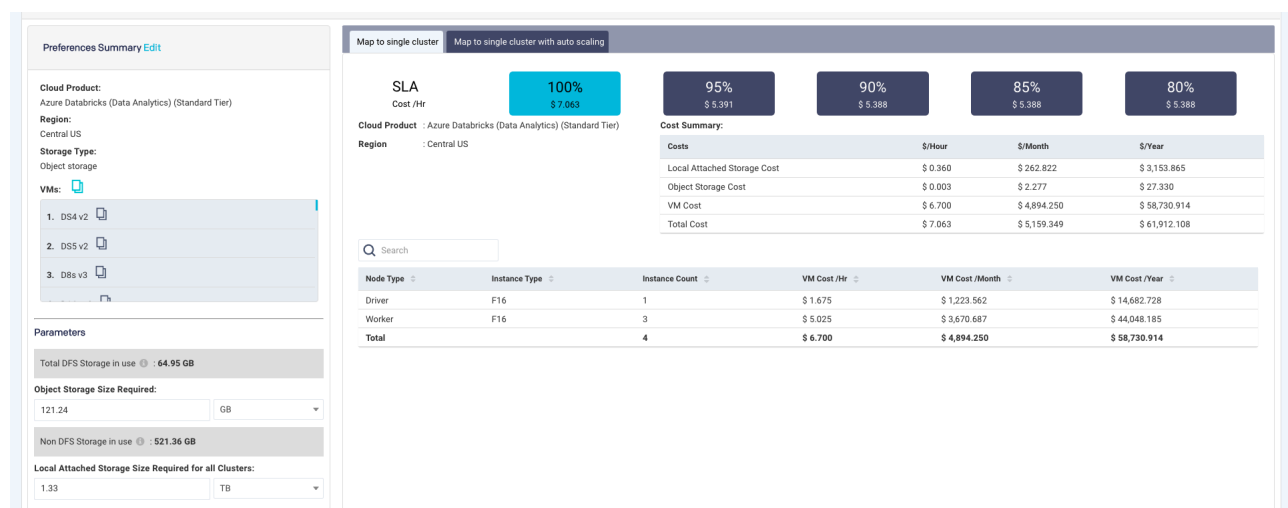 Preferences Summary Edit
Cloud Product:
Azure Databricks (Data Analytics) (Standard Tier)
Region:
Central US
Storage Type:
Object storage
VMs:
1. DS4 v2
2. DS5 v2
3. D8s v3
Parameters
Total DFS Storage in use : 64.95 GB
Object Storage Size Required:
121.24 GB
Non DFS Storage in use : 521.36 GB
Local Attached Storage Size Required for all Clusters:
1.33 TB
Map to single cluster Map to single cluster with auto scaling
SLA 100% 95% 90% 85% 80%
Cost /Hr $ 7.063 $ 5.391 $ 5.388 $ 5.388 $ 5.388
Cloud Product : Azure Databricks (Data Analytics) (Standard Tier)
Region : Central US
Cost Summary:
Costs $/Hour $/Month $/Year
Local Attached Storage Cost $ 0.360 $ 262.822 $ 3,153.865
Object Storage Cost $ 0.003 $ 2.277 $ 27.330
VM Cost $ 6.700 $ 4,894.250 $ 58,730.914
Total Cost $ 7.063 $ 5,159.349 $ 61,912.108
Search
Node Type Instance Type Instance Count VM Cost /Hr VM Cost /Month VM Cost /Year
Driver F16 1 $ 1.675 $ 1,223.562 $ 14,682.728
Worker F16 3 $ 5.025 $ 3,670.687 $ 44,048.185
Total 4 $ 6.700 $ 4,894.250 $ 58,730.914